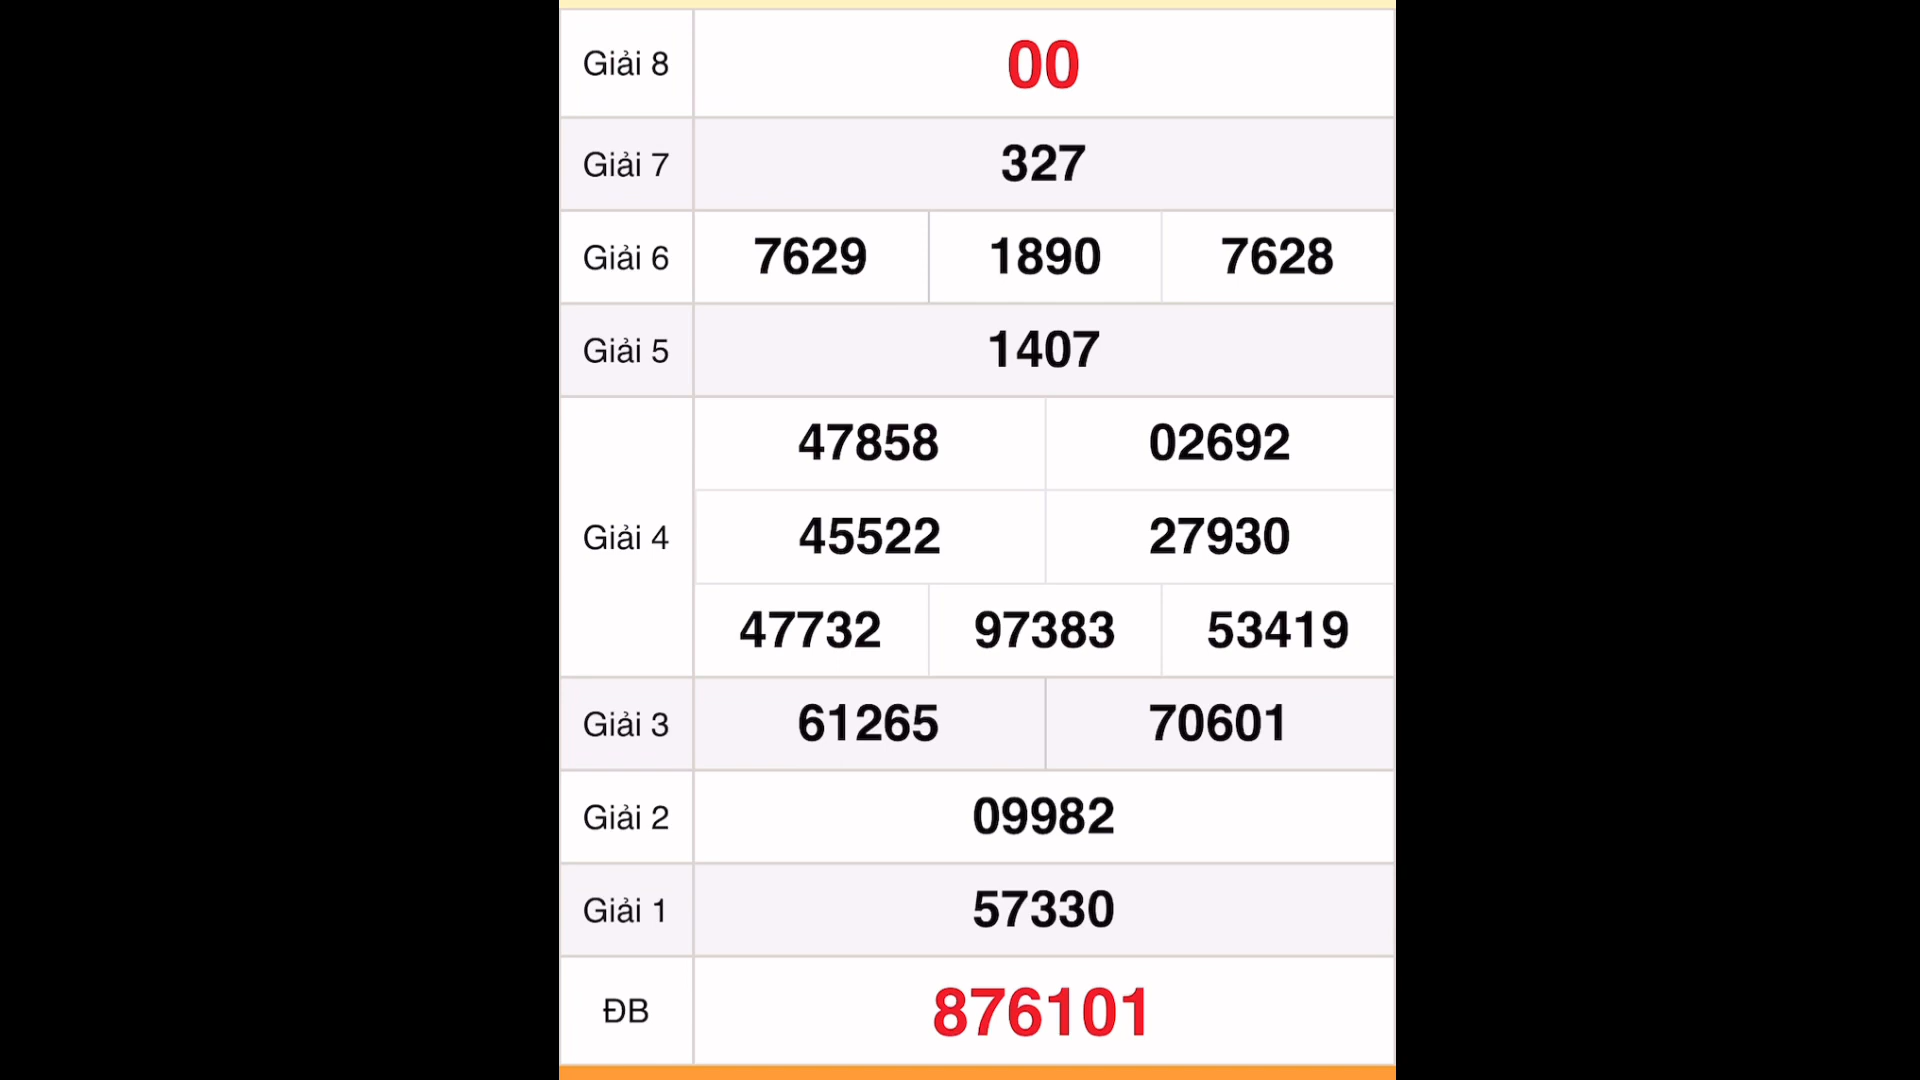 Giải 8 00
Giải 7 327
Giải 6 7629 1890 7628
Giải 5 1407
47858 02692
Giải 4 45522 27930
47732 97383 53419
Giải 3 61265 70601
Giải 2 09982
Giải 1 57330
ĐB 876101